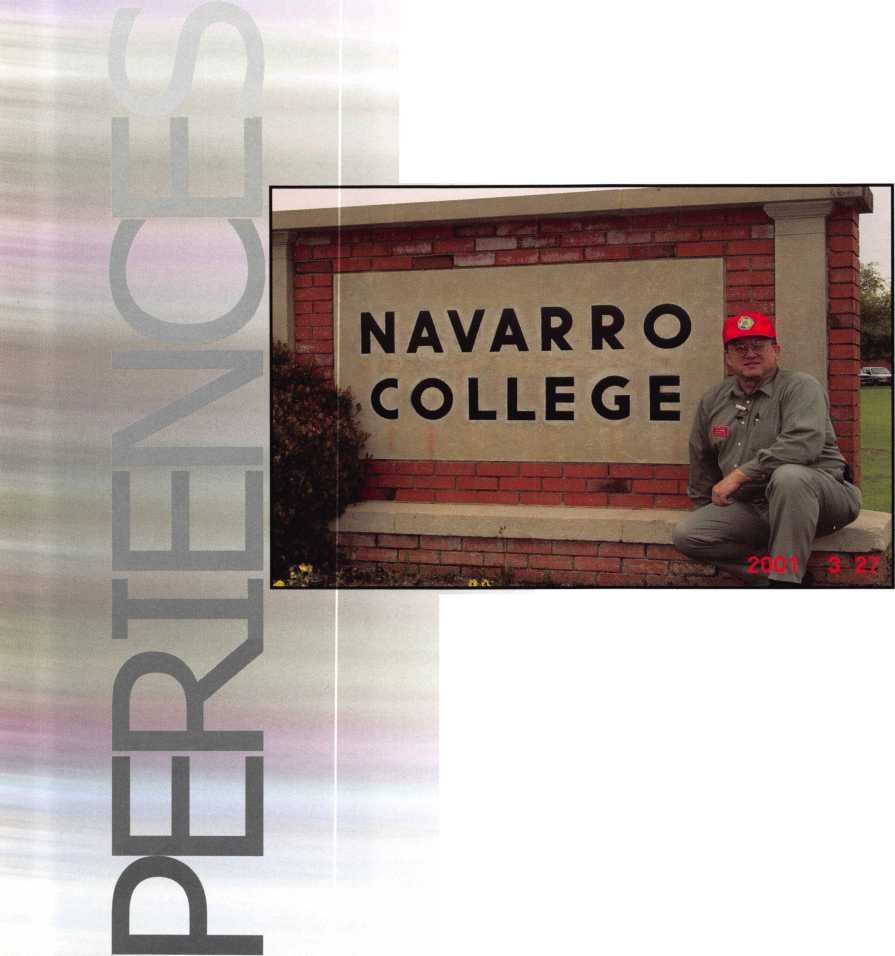 PERIENCES
NAVARRO
COLLEGE
2001 3 27